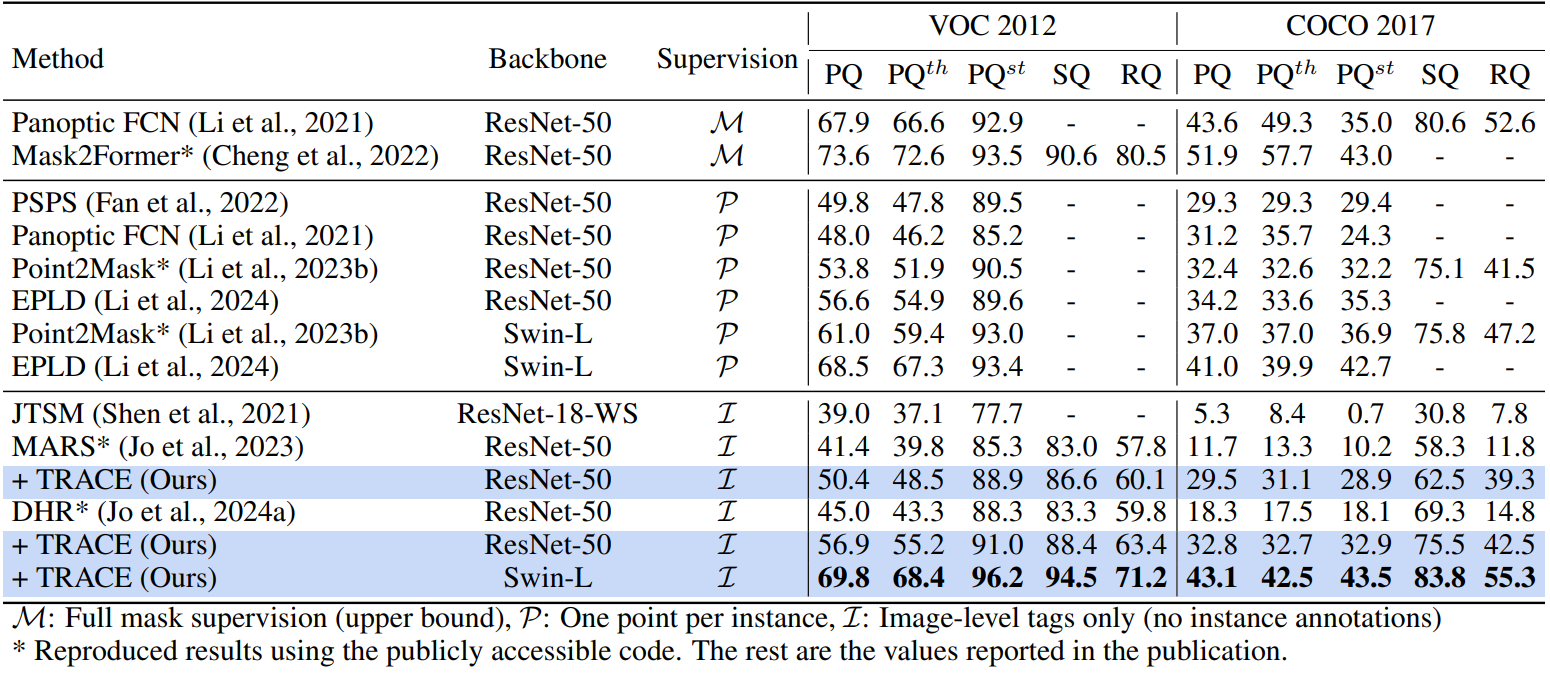 Method Backbone Supervision VOC 2012 COCO 2017
PQ PQ^th PQ^st SQ RQ PQ PQ^th PQ^st SQ RQ
Panoptic FCN (Li et al., 2021) ResNet-50 M 67.9 66.6 92.9 - - 43.6 49.3 35.0 80.6 52.6
Mask2Former* (Cheng et al., 2022) ResNet-50 M 73.6 72.6 93.5 90.6 80.5 51.9 57.7 43.0 - -
PSPS (Fan et al., 2022) ResNet-50 P 49.8 47.8 89.5 - - 29.3 29.3 29.4 - -
Panoptic FCN (Li et al., 2021) ResNet-50 P 48.0 46.2 85.2 - - 31.2 35.7 24.3 - -
Point2Mask* (Li et al., 2023b) ResNet-50 P 53.8 51.9 90.5 - - 32.4 32.6 32.2 75.1 41.5
EPLD (Li et al., 2024) ResNet-50 P 56.6 54.9 89.6 - - 34.2 33.6 35.3 - -
Point2Mask* (Li et al., 2023b) Swin-L P 61.0 59.4 93.0 - - 37.0 37.0 36.9 75.8 47.2
EPLD (Li et al., 2024) Swin-L P 68.5 67.3 93.4 - - 41.0 39.9 42.7 - -
JTSM (Shen et al., 2021) ResNet-18-WS I 39.0 37.1 77.7 - - 5.3 8.4 0.7 30.8 7.8
MARS* (Jo et al., 2023) ResNet-50 I 41.4 39.8 85.3 83.0 57.8 11.7 13.3 10.2 58.3 11.8
+ TRACE (Ours) ResNet-50 I 50.4 48.5 88.9 86.6 60.1 29.5 31.1 28.9 62.5 39.3
DHR* (Jo et al., 2024a) ResNet-50 I 45.0 43.3 88.3 83.3 59.8 18.3 17.5 18.1 69.3 14.8
+ TRACE (Ours) ResNet-50 I 56.9 55.2 91.0 88.4 63.4 32.8 32.7 32.9 75.5 42.5
+ TRACE (Ours) Swin-L I 69.8 68.4 96.2 94.5 71.2 43.1 42.5 43.5 83.8 55.3
M: Full mask supervision (upper bound), P: One point per instance, I: Image-level tags only (no instance annotations)
* Reproduced results using the publicly accessible code. The rest are the values reported in the publication.